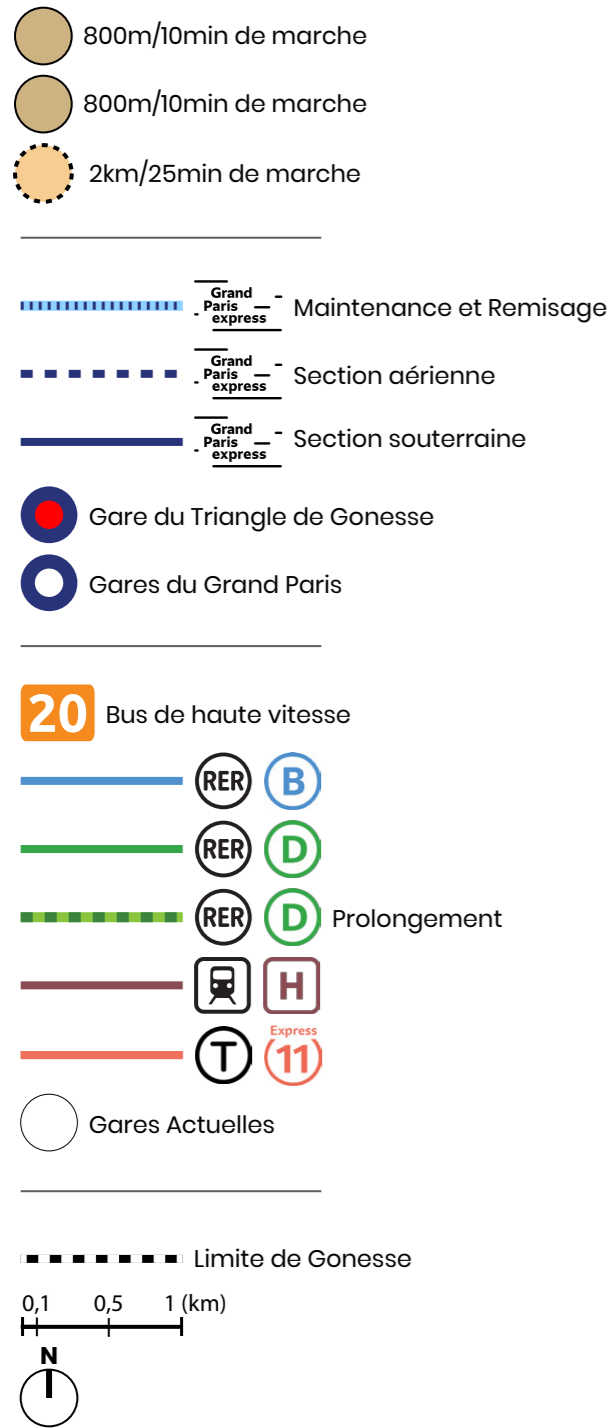 800m/10min de marche
800m/10min de marche
2km/25min de marche
Grand
Paris
express
Maintenance et Remisage
Grand
Paris
express
Section aérienne
Grand
Paris
express
Section souterraine
Gare du Triangle de Gonesse
Gares du Grand Paris
20 Bus de haute vitesse
RER B
RER D
RER D Prolongement
H
Express
T 11
Gares Actuelles
Limite de Gonesse
0,1 0,5 1 (km)
N